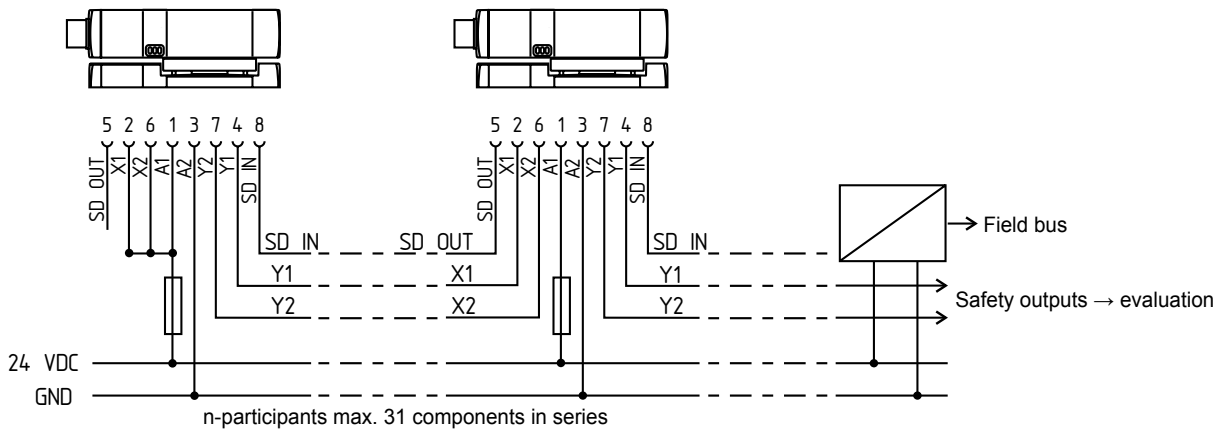 5 2 6 1 3 7 4 8
SD OUT X1 X2 A1 A2 Y2 Y1 SD IN
5 2 6 1 3 7 4 8
SD OUT X1 X2 A1 A2 Y2 Y1 SD IN
SD IN SD OUT SD IN
Y1 X1 Y1
Y2 X2 Y2
Field bus
Safety outputs → evaluation
24 VDC
GND
n-participants max. 31 components in series